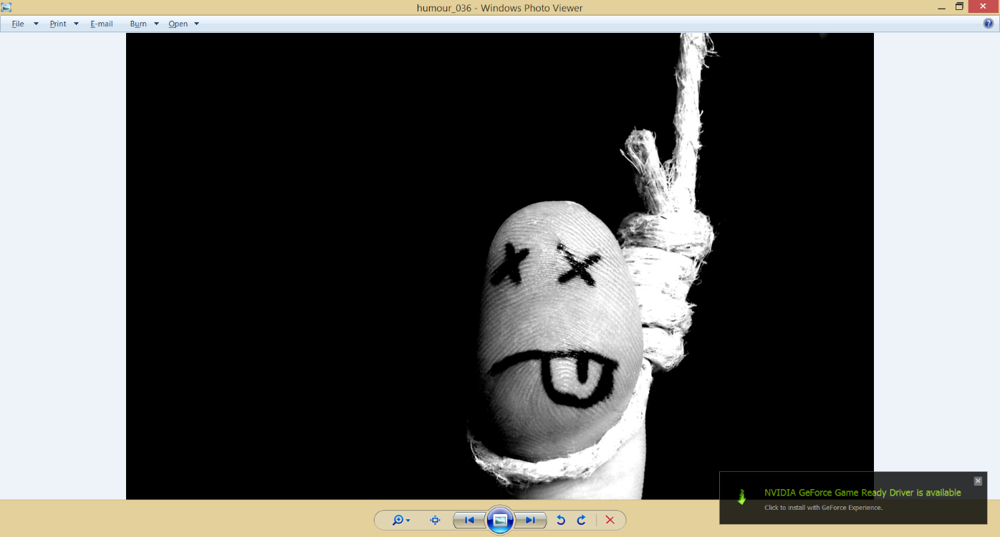 humour_036 - Windows Photo Viewer
File Print E-mail Burn Open
NVIDIA GeForce Game Ready Driver is available
Click to install with GeForce Experience.